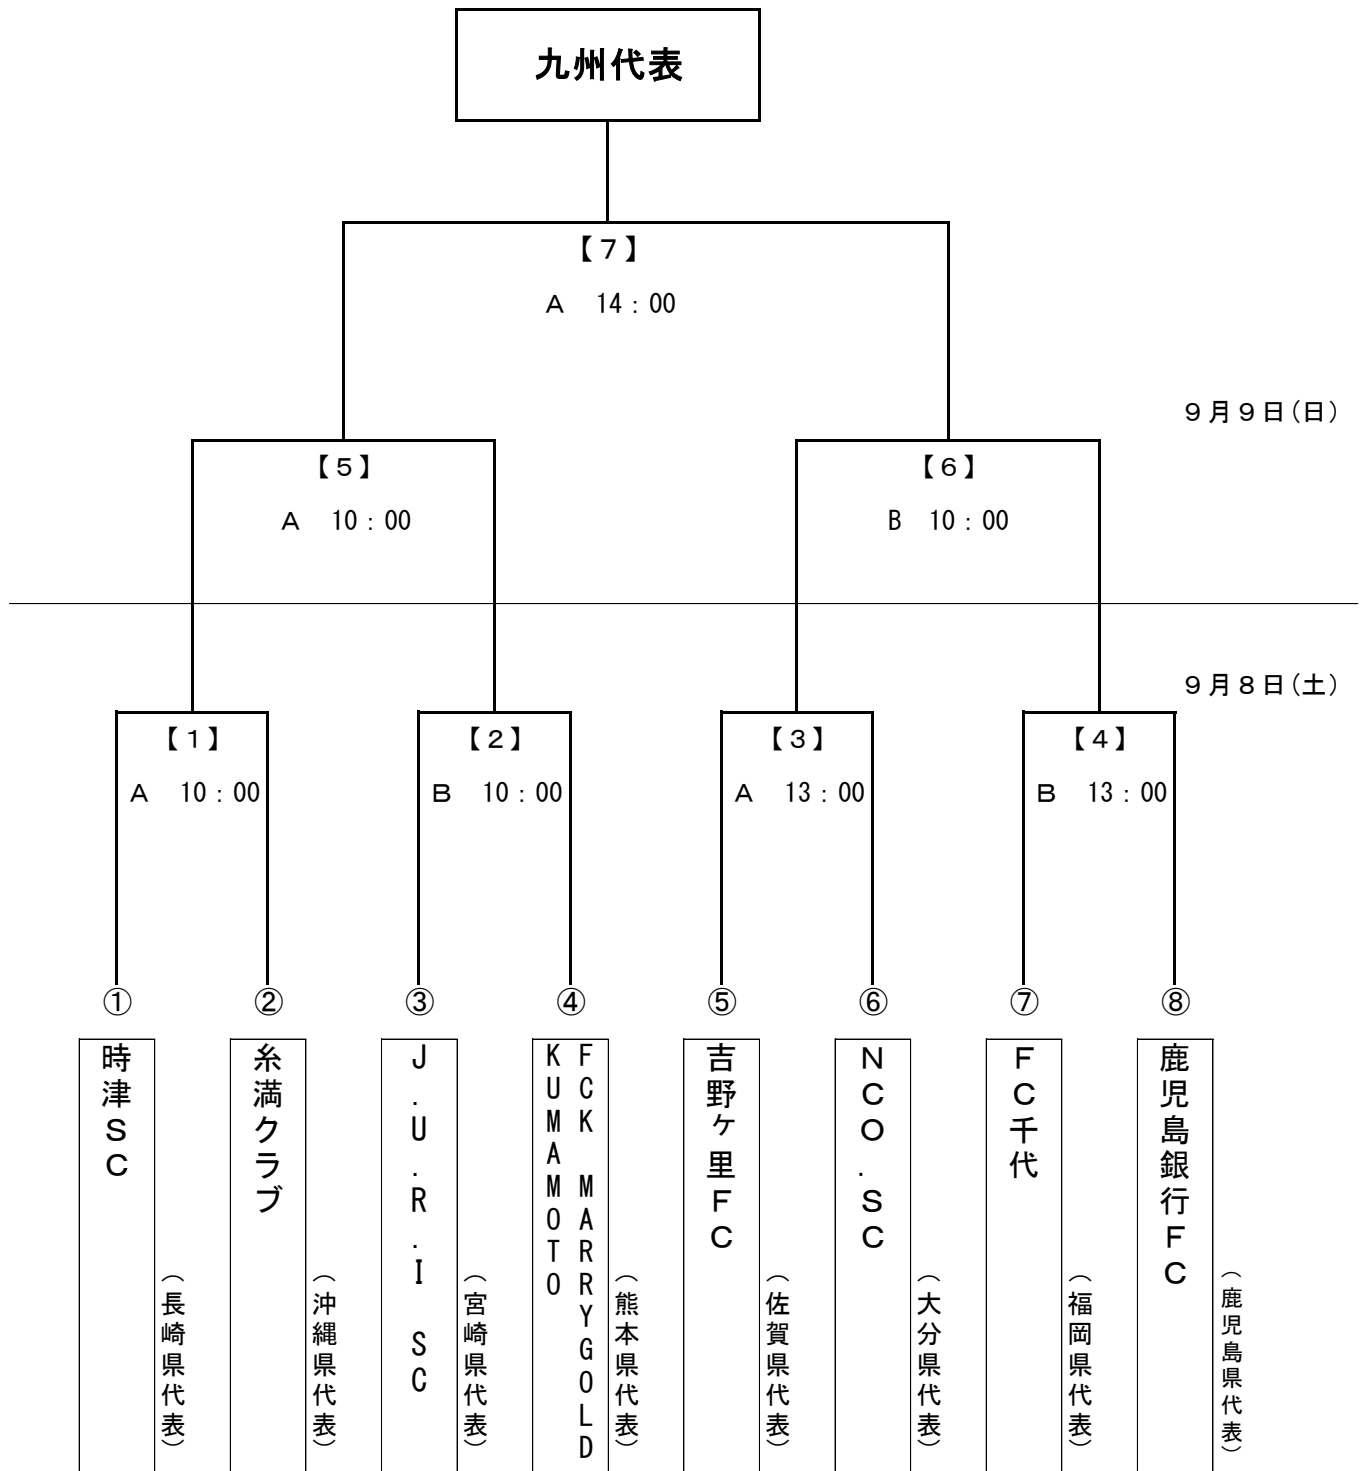 九州代表
【７】
Ａ　14：00
９月９日(日)
【５】
【６】
Ａ　10：00
Ｂ　10：00
９月８日(土)
【１】
【２】
【３】
【４】
Ａ　10：00
Ｂ　10：00
Ａ　13：00
Ｂ　13：00
①
②
③
④
⑤
⑥
⑦
⑧
時津ＳＣ
（長崎県代表）
糸満クラブ
（沖縄県代表）
J.U.R.I SC
（宮崎県代表）
FCK MARRYGOLD
KUMAMOTO
（熊本県代表）
吉野ヶ里ＦＣ
（佐賀県代表）
ＮＣＯ.ＳＣ
（大分県代表）
ＦＣ千代
（福岡県代表）
鹿児島銀行ＦＣ
（鹿児島県代表）